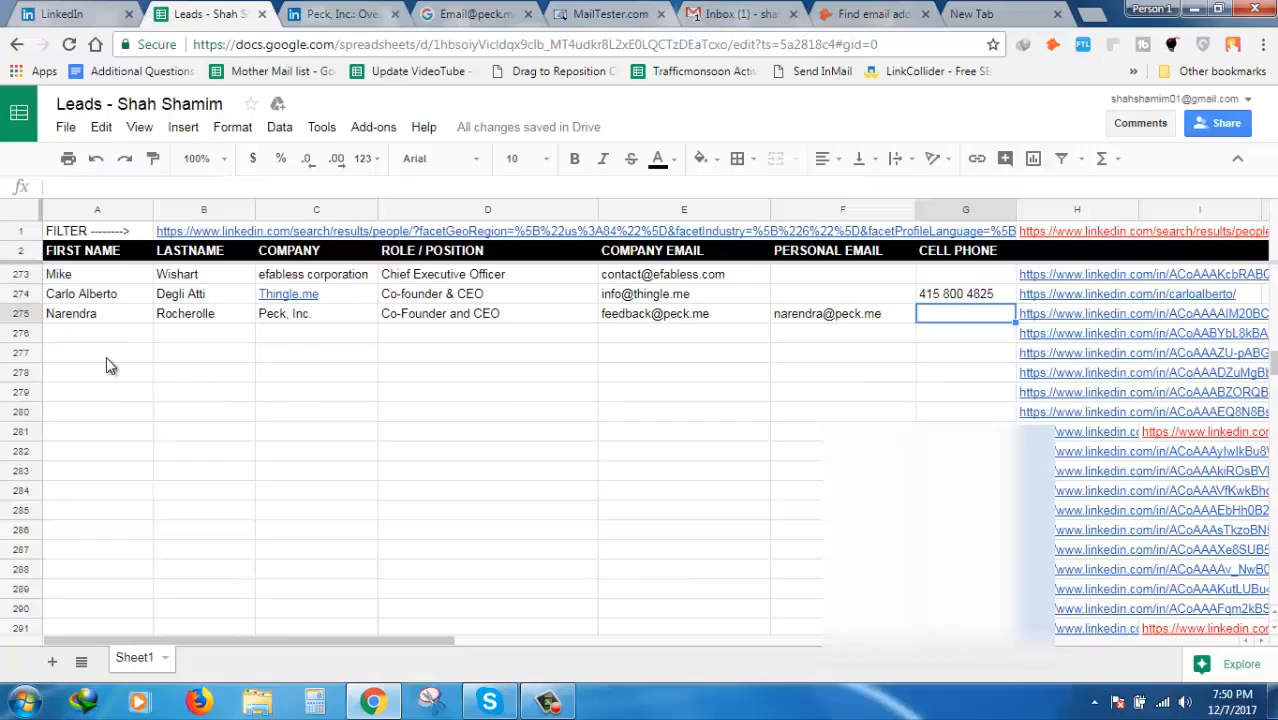 LinkedIn
Leads - Shah Sh
Peck, Inc.: Ove
Email@peck.m
MailTester.com
Inbox (1) - sha
Find email add
New Tab
Person 1
Secure
https://docs.google.com/spreadsheets/d/1hbsoiyVicldqx9clb_MT4udkr8L2xE0LQCTzDEaTcxo/edit?ts=5a2818c4#gid=0
Apps
Additional Questions
Mother Mail list - Go
Update VideoTube -
Drag to Reposition C
Trafficmonsoon Acti
Send InMail
LinkCollider - Free SE
»
Other bookmarks
Leads - Shah Shamim
shahshamim01@gmail.com
File Edit View Insert Format Data Tools Add-ons Help All changes saved in Drive
Comments
Share
100% $ % .0 .00 123 Arial 10 B I S A
fx
A B C D E F G H I
1 FILTER --------> https://www.linkedin.com/search/results/people/?facetGeoRegion=%5B%22us%3A84%22%5D&facetIndustry=%5B%226%22%5D&facetProfileLanguage=%5B https://www.linkedin.com/search/results/people
2 FIRST NAME LASTNAME COMPANY ROLE / POSITION COMPANY EMAIL PERSONAL EMAIL CELL PHONE
273 Mike Wishart efabless corporation Chief Executive Officer contact@efabless.com https://www.linkedin.com/in/ACoAAAKcbRABC
274 Carlo Alberto Degli Atti Thingle.me Co-founder & CEO info@thingle.me 415 800 4825 https://www.linkedin.com/in/carloalberto/
275 Narendra Rocherolle Peck, Inc. Co-Founder and CEO feedback@peck.me narendra@peck.me https://www.linkedin.com/in/ACoAAAAIM20BC
276 https://www.linkedin.com/in/ACoAABYbL8kBA
277 https://www.linkedin.com/in/ACoAAAZU-pABG
278 https://www.linkedin.com/in/ACoAAADZuMgBb
279 https://www.linkedin.com/in/ACoAAABZORQB
280 https://www.linkedin.com/in/ACoAAAEQ8N8Bs
281 /www.linkedin.c https://www.linkedin.cor
282 /www.linkedin.com/in/ACoAAAyIwIkBu8
283 /www.linkedin.com/in/ACoAAAkiROsBV
284 /www.linkedin.com/in/ACoAAAVfKwkBhc
285 /www.linkedin.com/in/ACoAAAEbHh0B2
286 /www.linkedin.com/in/ACoAAAsTkzoBN
287 /www.linkedin.com/in/ACoAAAXe8SUB5
288 /www.linkedin.com/in/ACoAAAAv_NwB0
289 /www.linkedin.com/in/ACoAAAKutLUBu
290 /www.linkedin.com/in/ACoAAAFqm2kBS
291 /www.linkedin.c https://www.linkedin.cor
Sheet1
Explore
7:50 PM
12/7/2017